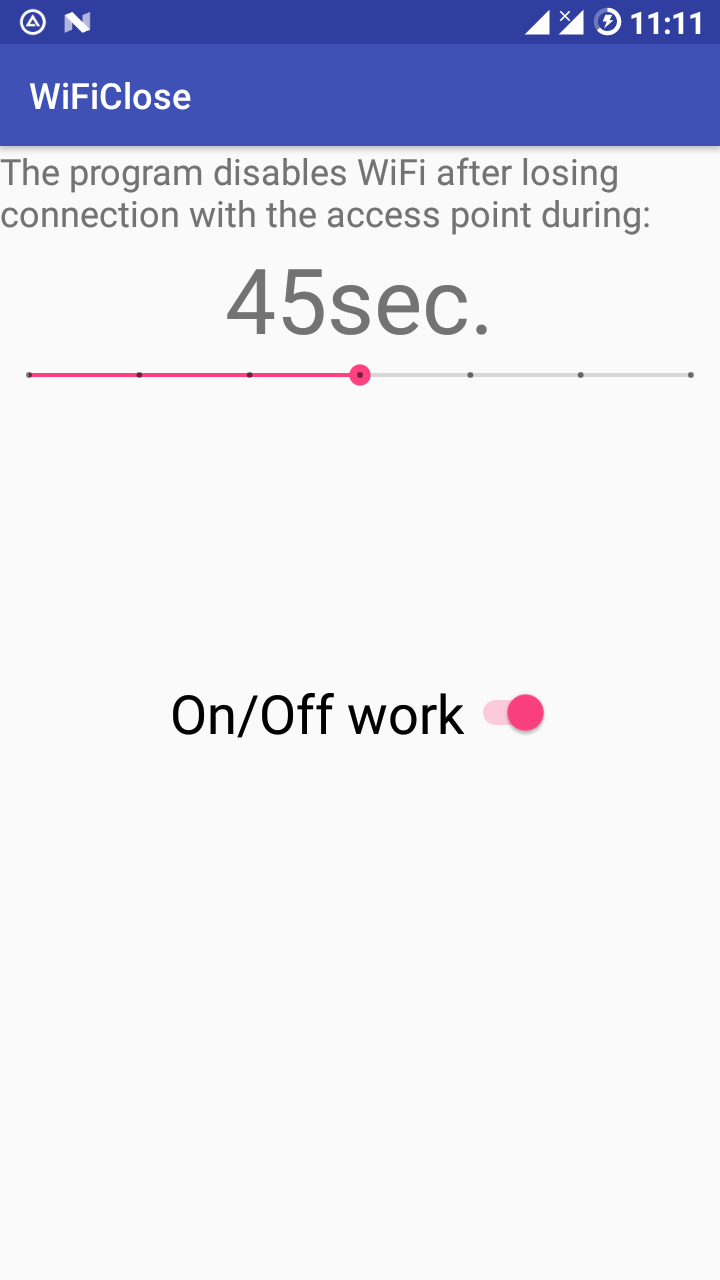 11:11
WiFiClose
The program disables WiFi after losing
connection with the access point during:
45sec.
On/Off work